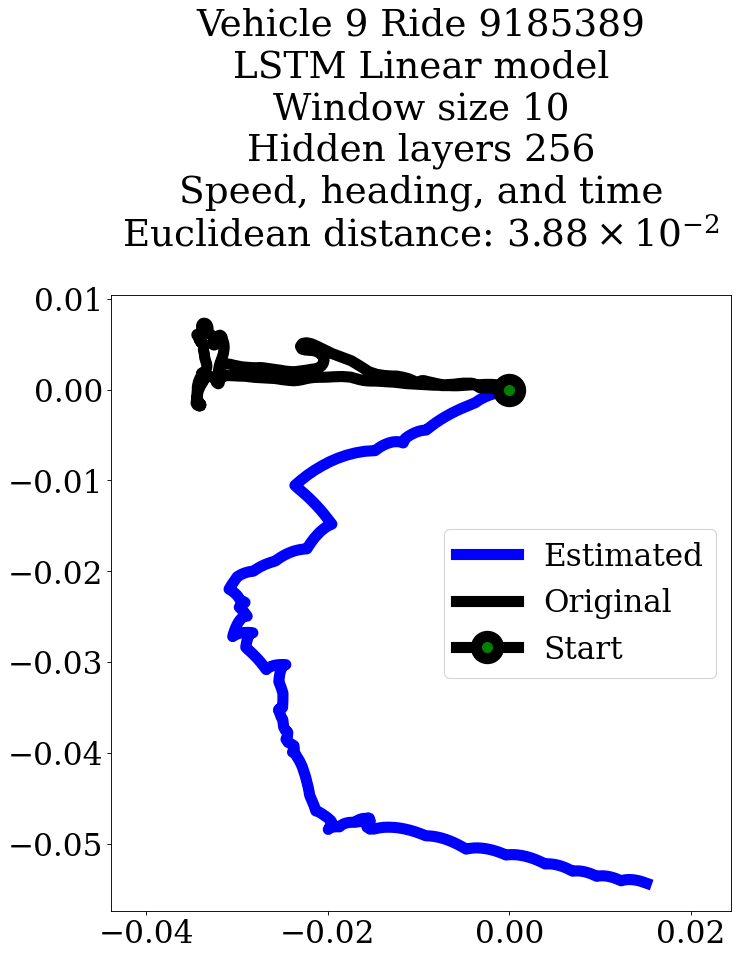 Vehicle 9 Ride 9185389
LSTM Linear model
Window size 10
Hidden layers 256
Speed, heading, and time
Euclidean distance: 3.88 × 10⁻²
0.01
0.00
−0.01
−0.02
−0.03
−0.04
−0.05
Estimated
Original
Start
−0.04 −0.02 0.00 0.02